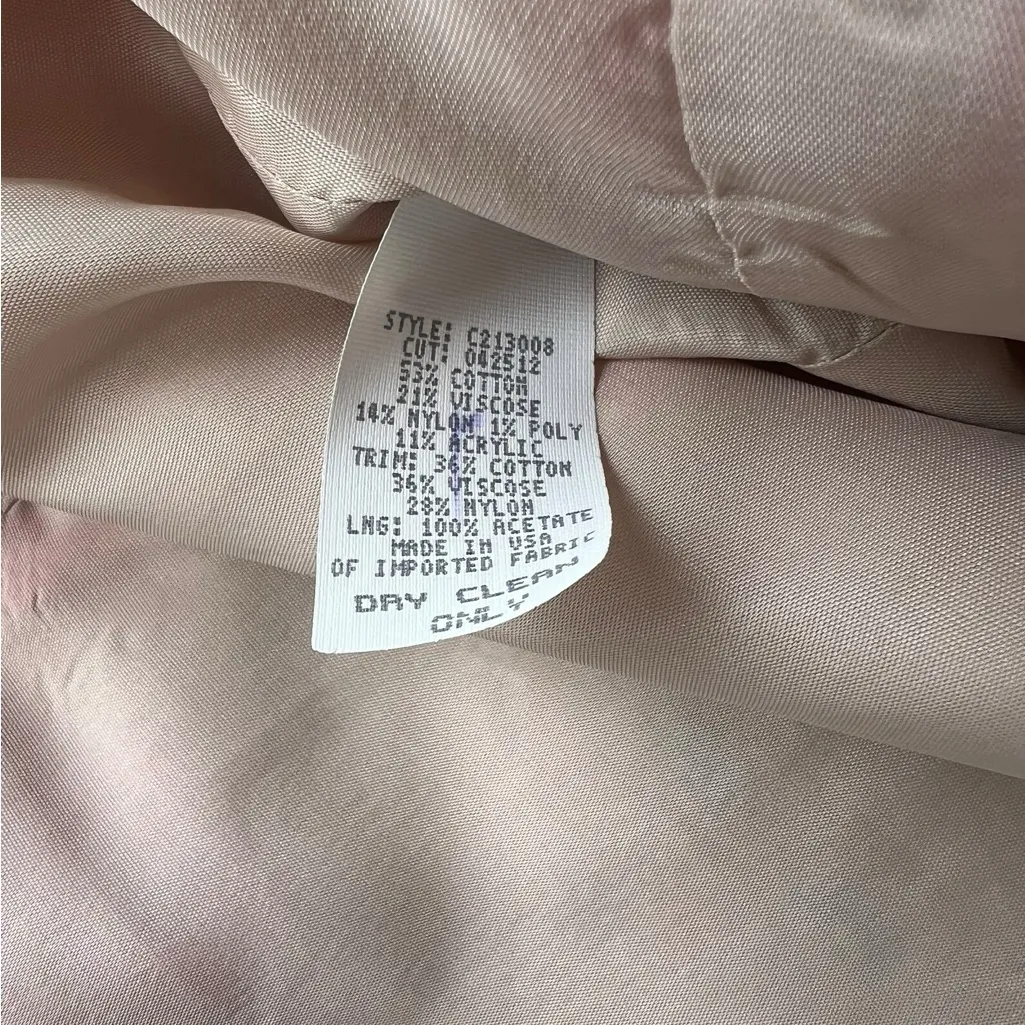 STYLE: C213008
CUT: 042512
53% COTTON
21% VISCOSE
14% NYLON 1% POLY
11% ACRYLIC
TRIM: 36% COTTON
36% VISCOSE
28% NYLON
LNG: 100% ACETATE
MADE IN USA
OF IMPORTED FABRIC
DRY CLEAN
ONLY